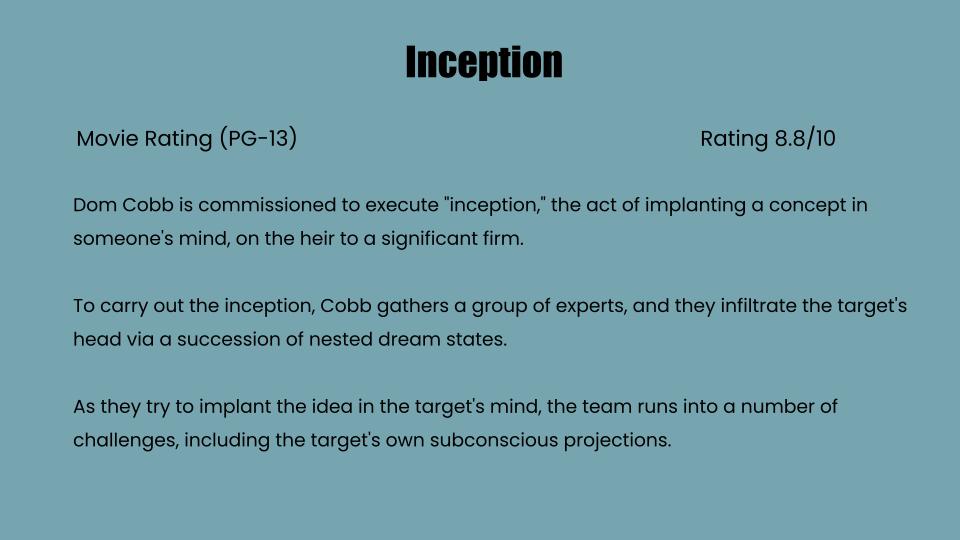 Inception
Movie Rating (PG-13)
Rating 8.8/10
Dom Cobb is commissioned to execute "inception," the act of implanting a concept in
someone's mind, on the heir to a significant firm.
To carry out the inception, Cobb gathers a group of experts, and they infiltrate the target's
head via a succession of nested dream states.
As they try to implant the idea in the target's mind, the team runs into a number of
challenges, including the target's own subconscious projections.